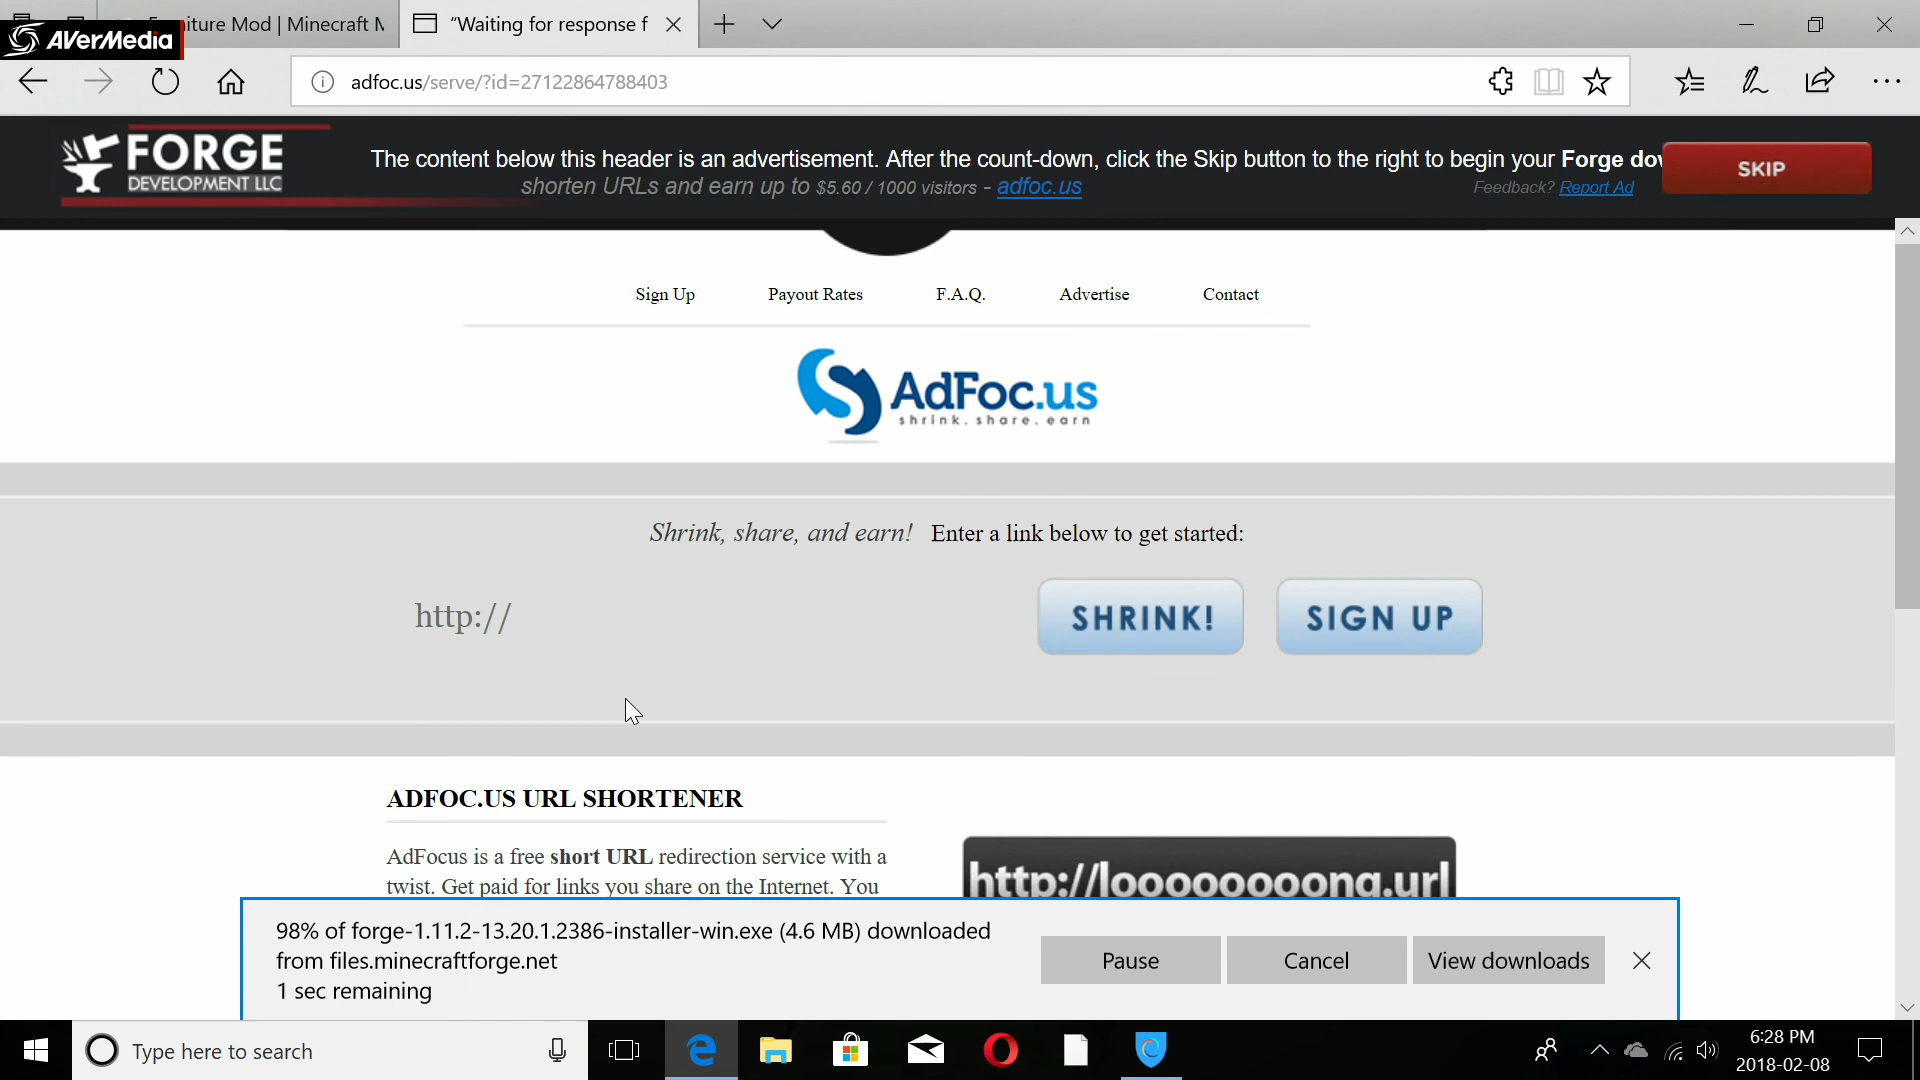 AVerMedia
niture Mod | Minecraft M
“Waiting for response f
adfoc.us/serve/?id=27122864788403
FORGE
DEVELOPMENT LLC
The content below this header is an advertisement. After the count-down, click the Skip button to the right to begin your Forge dov
shorten URLs and earn up to $5.60 / 1000 visitors - adfoc.us
Feedback? Report Ad
SKIP
Sign Up
Payout Rates
F.A.Q.
Advertise
Contact
AdFoc.us
shrink. share. earn
Shrink, share, and earn! Enter a link below to get started:
http://
SHRINK!
SIGN UP
ADFOC.US URL SHORTENER
AdFocus is a free short URL redirection service with a
twist. Get paid for links you share on the Internet. You
http://loooooooong.url
98% of forge-1.11.2-13.20.1.2386-installer-win.exe (4.6 MB) downloaded
from files.minecraftforge.net
1 sec remaining
Pause
Cancel
View downloads
Type here to search
6:28 PM
2018-02-08